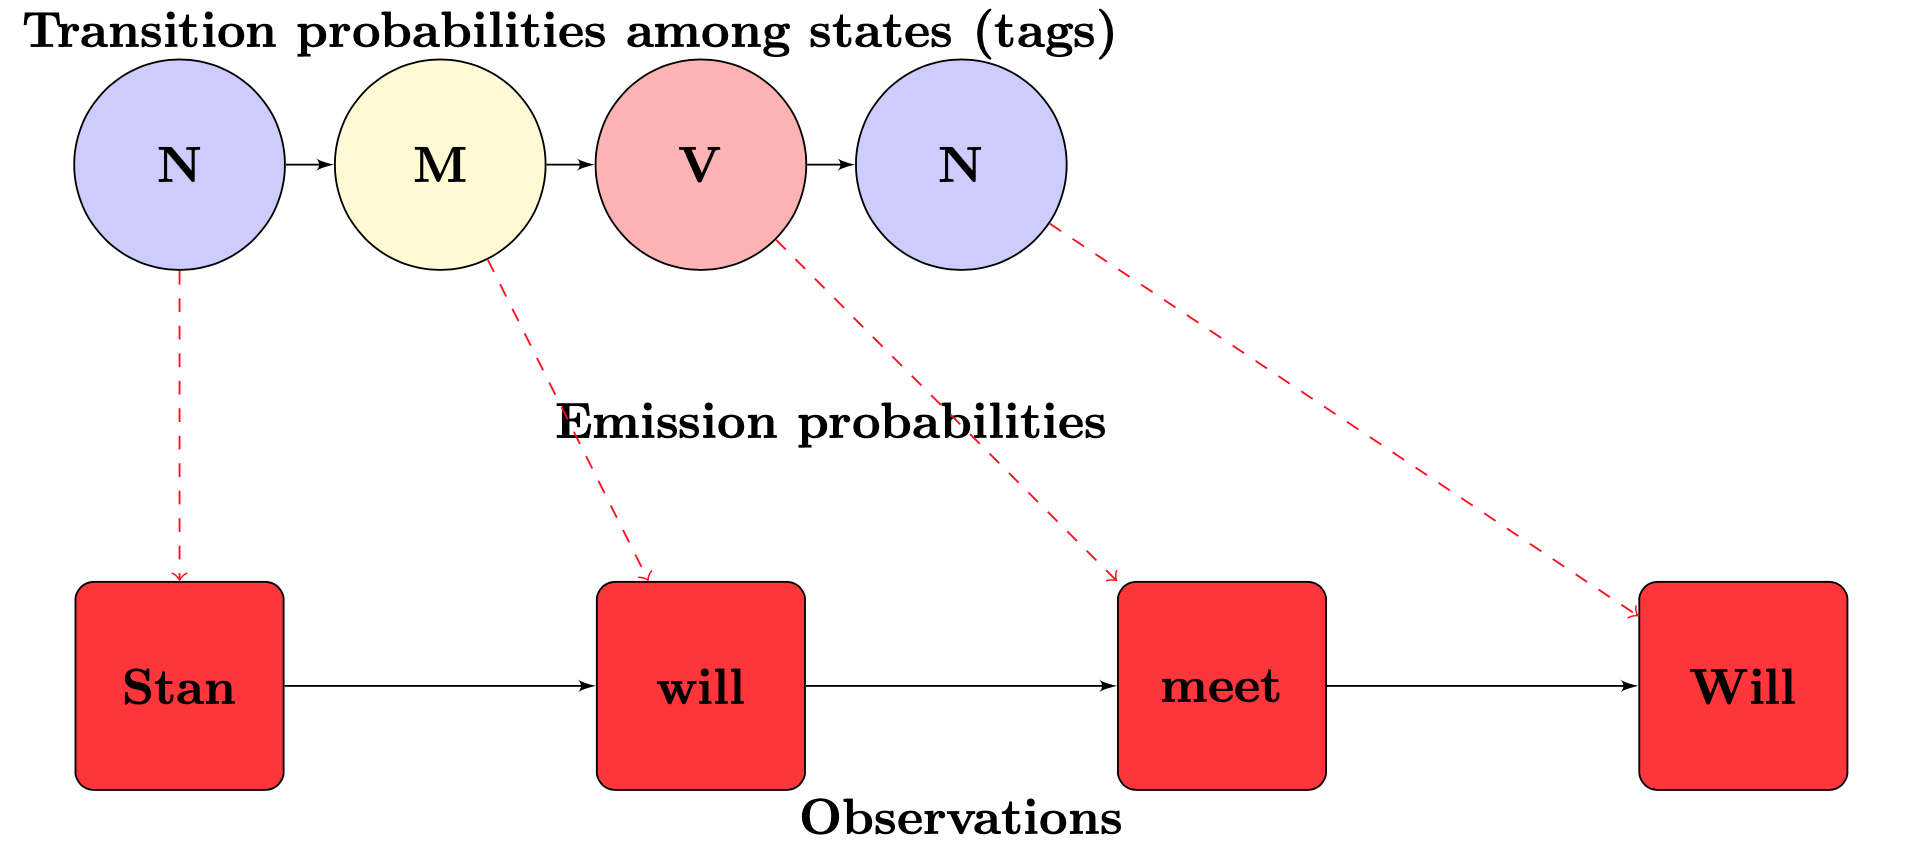 Transition probabilities among states (tags)
N M V N
Emission probabilities
Stan will meet Will
Observations